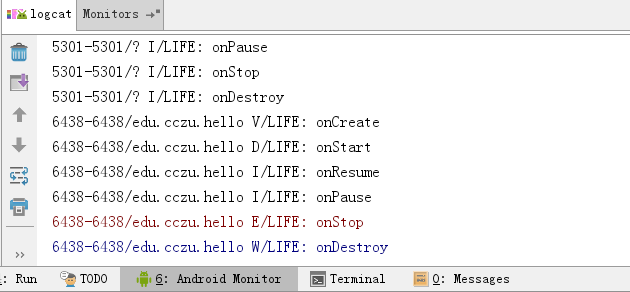 logcat Monitors
5301-5301/? I/LIFE: onPause
5301-5301/? I/LIFE: onStop
5301-5301/? I/LIFE: onDestroy
6438-6438/edu.cczu.hello V/LIFE: onCreate
6438-6438/edu.cczu.hello D/LIFE: onStart
6438-6438/edu.cczu.hello I/LIFE: onResume
6438-6438/edu.cczu.hello I/LIFE: onPause
6438-6438/edu.cczu.hello E/LIFE: onStop
6438-6438/edu.cczu.hello W/LIFE: onDestroy
: Run TODO 6: Android Monitor Terminal 0: Messages